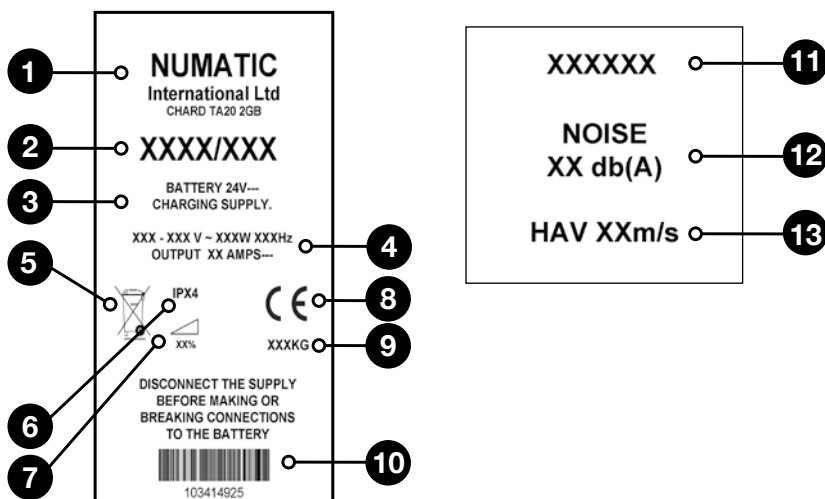 1
NUMATIC
International Ltd
CHARD TA20 2GB
2
XXXX/XXX
3
BATTERY 24V---
CHARGING SUPPLY.
XXX - XXX V ~ XXXW XXXHz
OUTPUT XX AMPS---
4
5
IPX4
CE
8
XX%
XXXKG
9
6
7
DISCONNECT THE SUPPLY
BEFORE MAKING OR
BREAKING CONNECTIONS
TO THE BATTERY
10
103414925
XXXXXX
11
NOISE
XX db(A)
12
HAV XXm/s
13